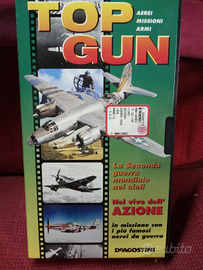 TOP
AEREI
MISSIONI
ARMI
GUN
La Seconda
guerra
mondiale
nei cieli
Nel vivo dell'
AZIONE
in missione con
i più famosi
aerei da guerra
DeAGOSTINI
subito